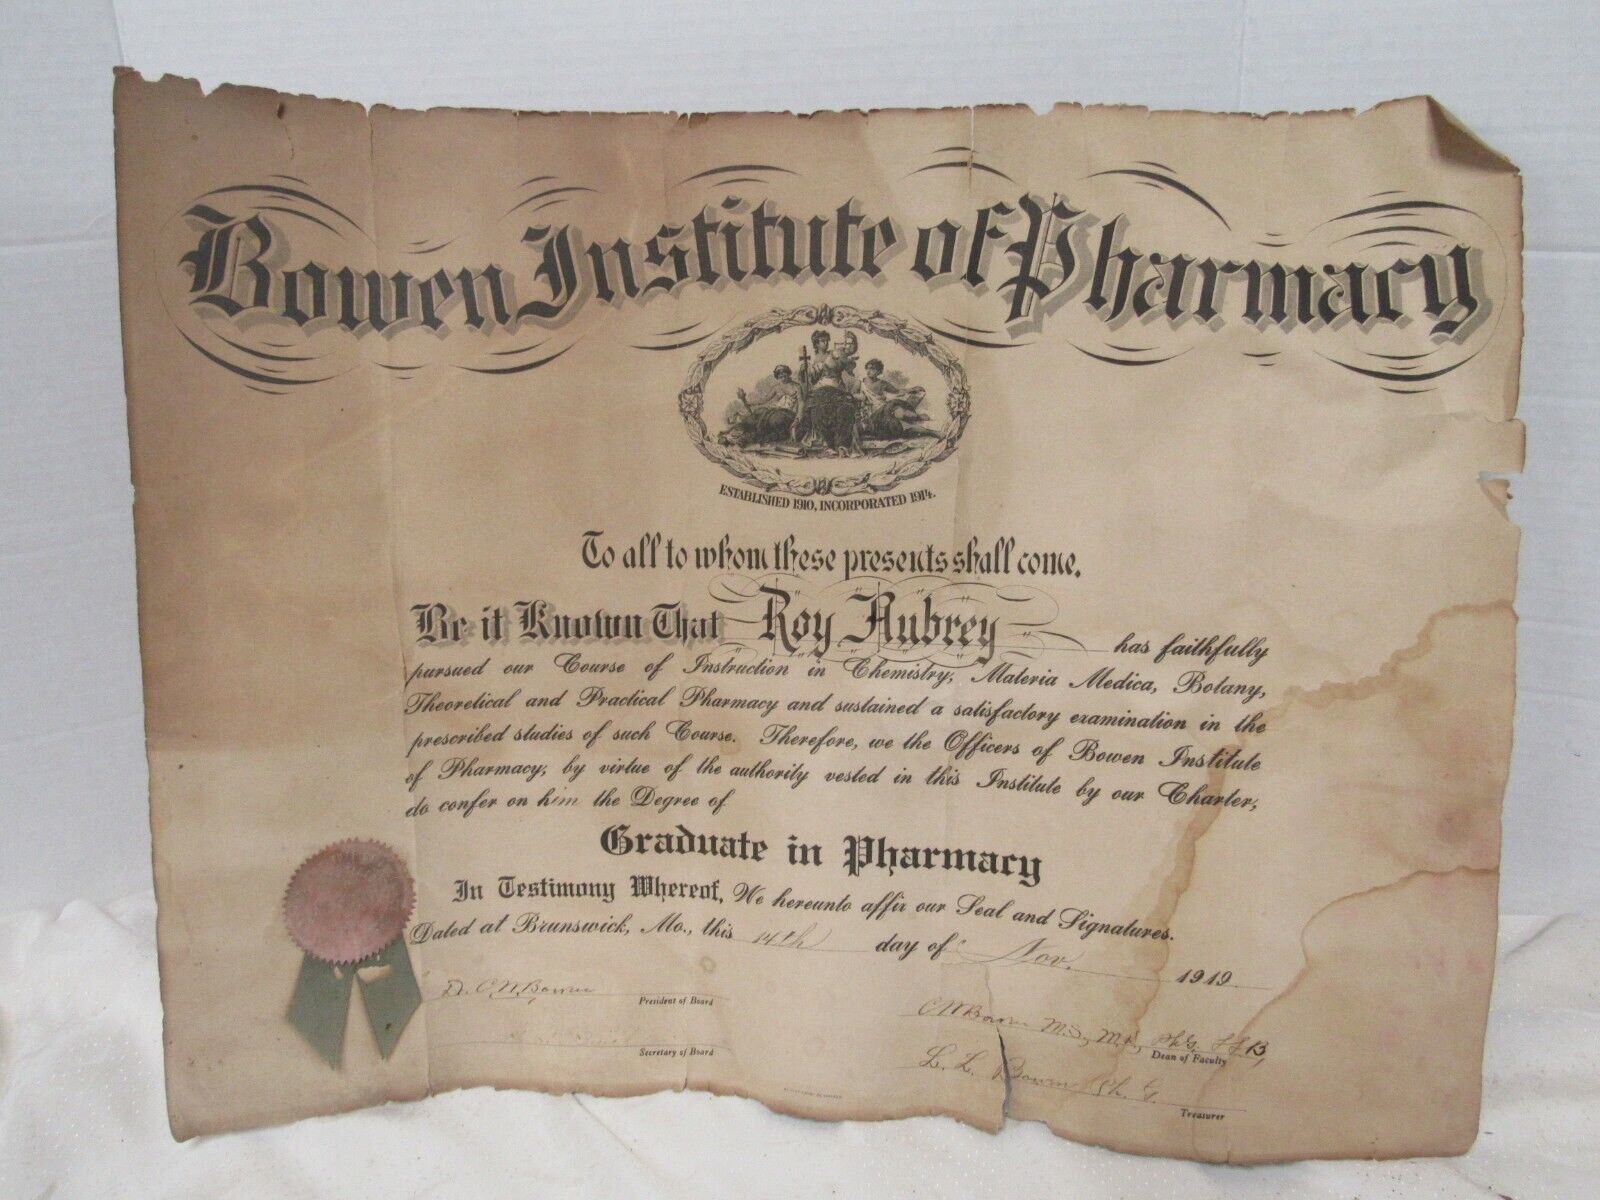 Bowen Institute of Pharmacy
ESTABLISHED 1910, INCORPORATED 1914.
To all to whom these presents shall come.
Be it Known That Roy Aubrey has faithfully
pursued our Course of Instruction in Chemistry, Materia Medica, Botany,
Theoretical and Practical Pharmacy and sustained a satisfactory examination in the
prescribed studies of such Course. Therefore, we the Officers of Bowen Institute
of Pharmacy, by virtue of the authority vested in this Institute by our Charter,
do confer on him the Degree of
Graduate in Pharmacy
In Testimony Whereof, We hereunto affix our Seal and Signatures.
Dated at Brunswick, Mo., this 14th day of Nov. 1919.
D. C. N. Bowen
President of Board
Secretary of Board
C N Bowen M.S., M.D., Ph.G.
Dean of Faculty
L. L. Bowen Ph. G.
Treasurer